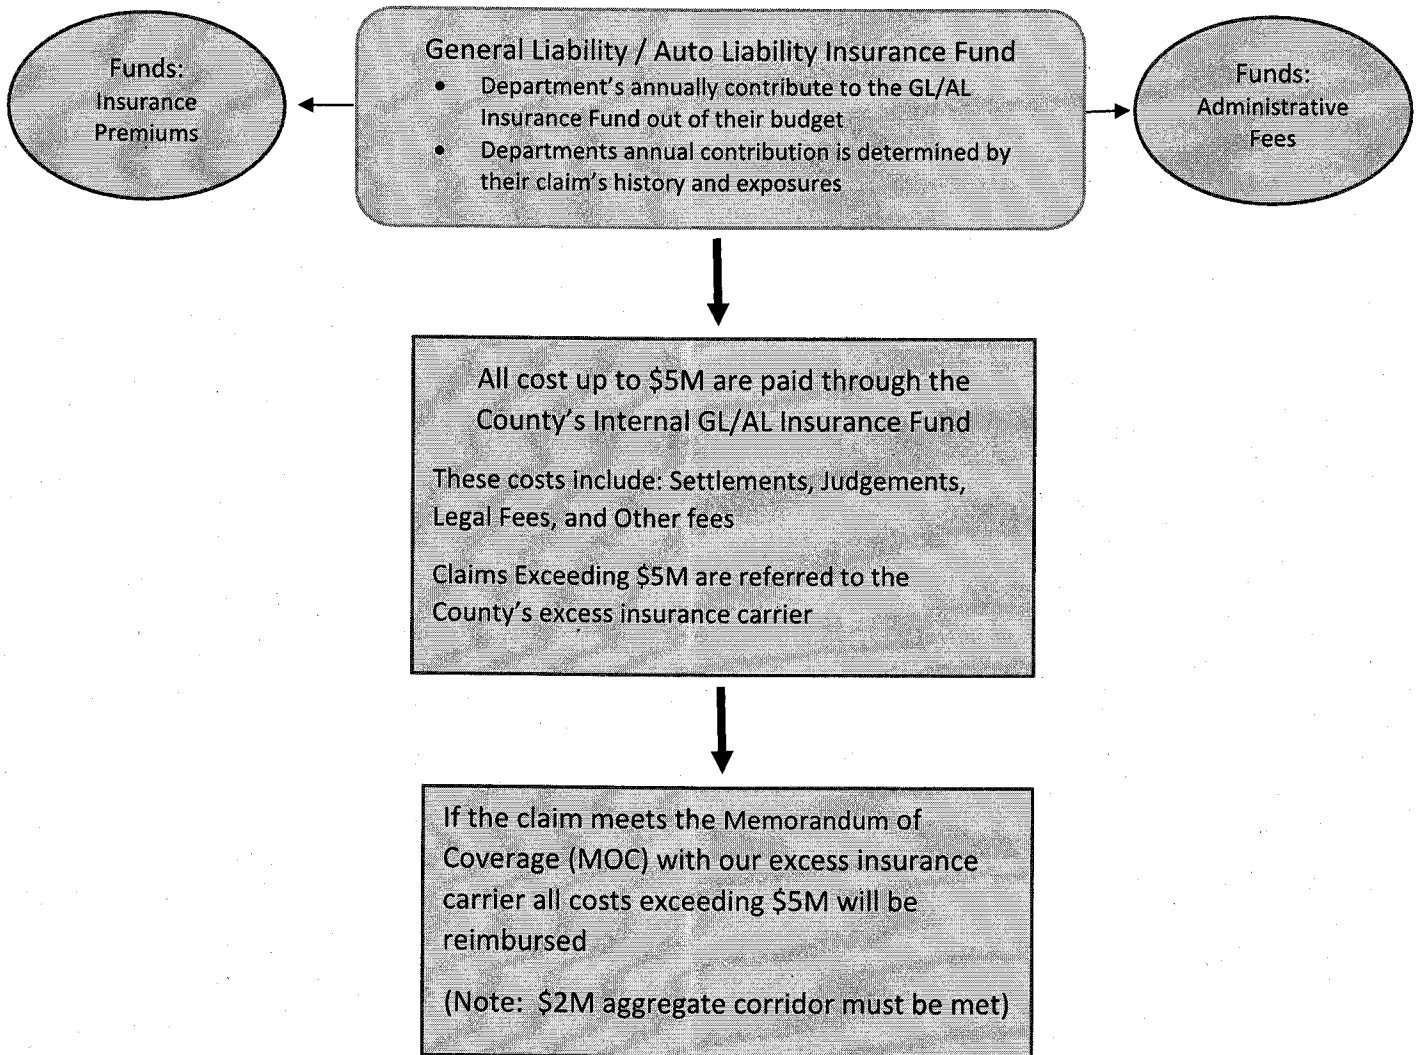 Funds:
Insurance
Premiums
General Liability / Auto Liability Insurance Fund
• Department's annually contribute to the GL/AL
Insurance Fund out of their budget
• Departments annual contribution is determined by
their claim's history and exposures
Funds:
Administrative
Fees
All cost up to $5M are paid through the
County's Internal GL/AL Insurance Fund
These costs include: Settlements, Judgements,
Legal Fees, and Other fees
Claims Exceeding $5M are referred to the
County's excess insurance carrier
If the claim meets the Memorandum of
Coverage (MOC) with our excess insurance
carrier all costs exceeding $5M will be
reimbursed
(Note: $2M aggregate corridor must be met)